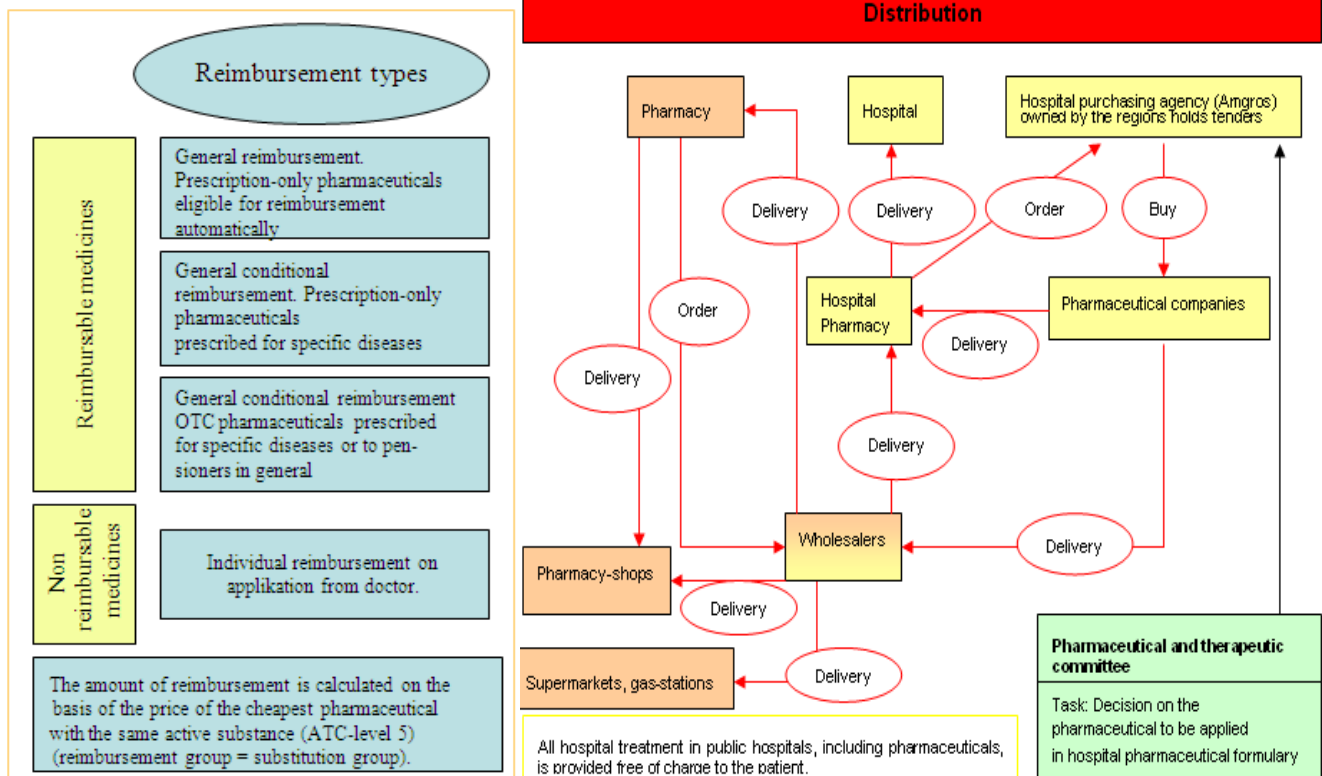 Reimbursement types
Reimbursable medicines
General reimbursement.
Prescription-only pharmaceuticals
eligible for reimbursement
automatically
General conditional
reimbursement. Prescription-only
pharmaceuticals
prescribed for specific diseases
General conditional reimbursement
OTC pharmaceuticals prescribed
for specific diseases or to pen-
sioners in general
Non
reimbursable
medicines
Individual reimbursement on
applikation from doctor.
The amount of reimbursement is calculated on the
basis of the price of the cheapest pharmaceutical
with the same active substance (ATC-level 5)
(reimbursement group = substitution group).
Distribution
Pharmacy
Hospital
Hospital purchasing agency (Amgros)
owned by the regions holds tenders
Delivery
Delivery
Order
Buy
Hospital
Pharmacy
Pharmaceutical companies
Order
Delivery
Delivery
Delivery
Wholesalers
Delivery
Pharmacy-shops
Delivery
Supermarkets, gas-stations
Delivery
Pharmaceutical and therapeutic
committee
Task: Decision on the
pharmaceutical to be applied
in hospital pharmaceutical formulary
All hospital treatment in public hospitals, including pharmaceuticals,
is provided free of charge to the patient.